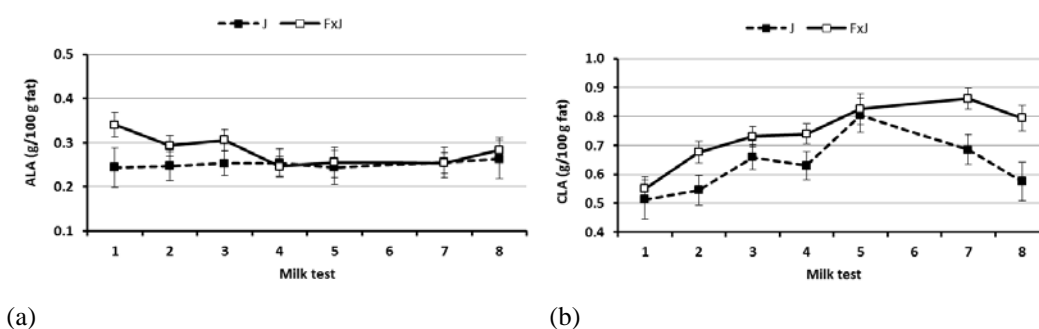 J FxJ
ALA (g/100 g fat)
0.5
0.4
0.3
0.2
0.1
1 2 3 4 5 6 7 8
Milk test
(a)
J FxJ
CLA (g/100 g fat)
1.0
0.9
0.8
0.7
0.6
0.5
0.4
1 2 3 4 5 6 7 8
Milk test
(b)